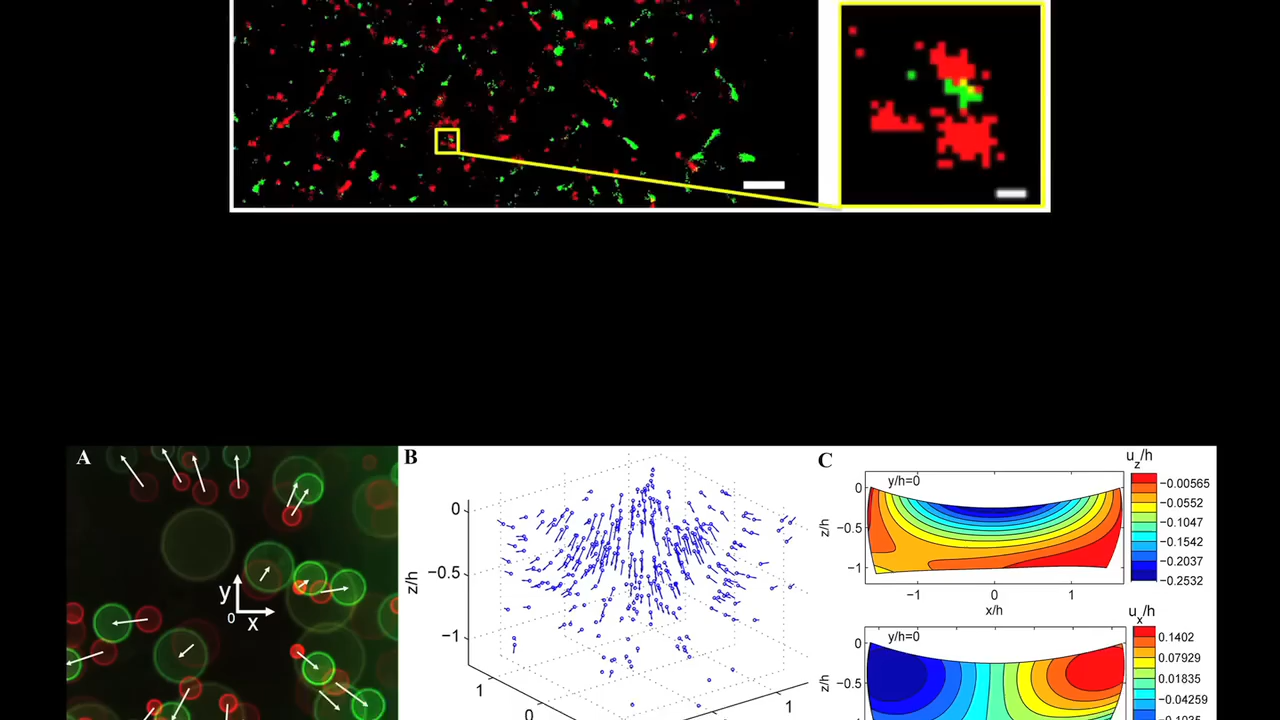 A
y
0
x
B
z/h
0
−0.5
−1
1
0
1
C
y/h=0
0
−0.5
−1
z/h
−1
0
1
x/h
u_z/h
−0.00565
−0.0552
−0.1047
−0.1542
−0.2037
−0.2532
y/h=0
0
−0.5
z/h
u_x/h
0.1402
0.07929
0.01835
−0.04259